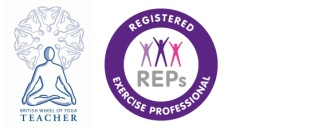 BRITISH WHEEL OF YOGA
TEACHER
REGISTERED
REPs
EXERCISE PROFESSIONAL